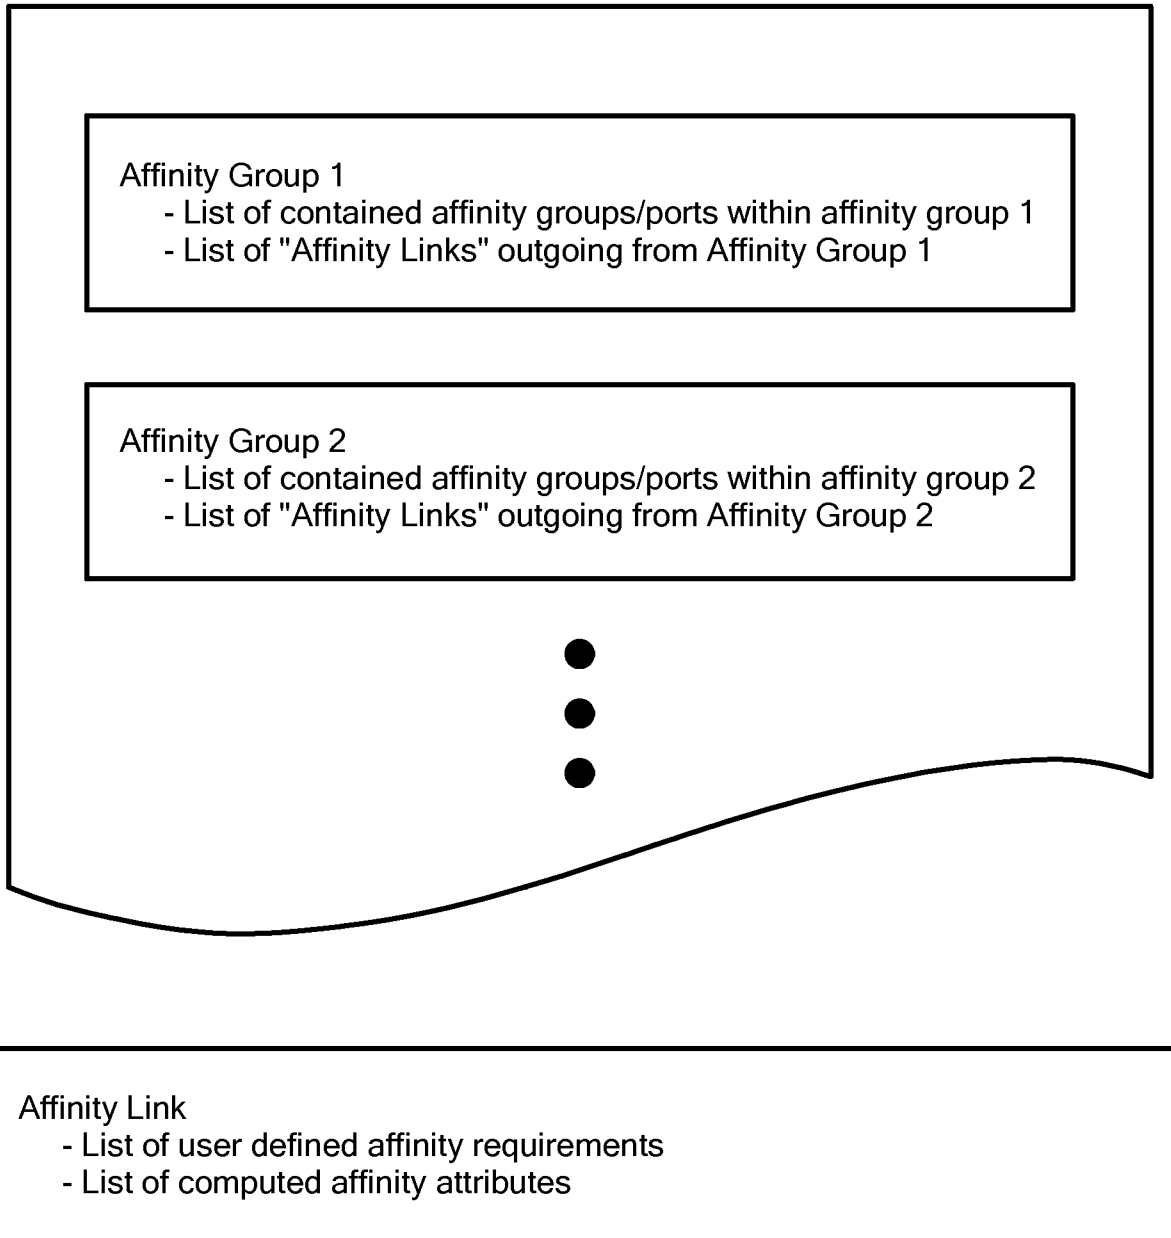 Affinity Group 1
- List of contained affinity groups/ports within affinity group 1
- List of "Affinity Links" outgoing from Affinity Group 1
Affinity Group 2
- List of contained affinity groups/ports within affinity group 2
- List of "Affinity Links" outgoing from Affinity Group 2
Affinity Link
- List of user defined affinity requirements
- List of computed affinity attributes